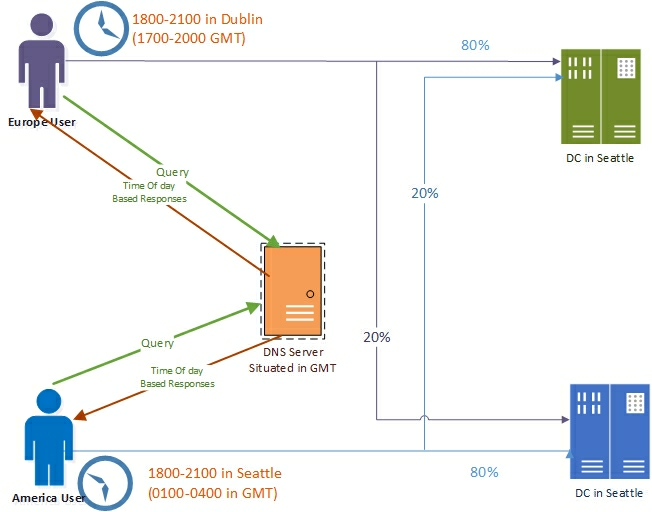 1800-2100 in Dublin
(1700-2000 GMT)
80%
Europe User
DC in Seattle
Query
Time Of day
Based Responses
20%
20%
Query
DNS Server
Situated in GMT
Time Of day
Based Responses
1800-2100 in Seattle
(0100-0400 in GMT)
80%
America User
DC in Seattle